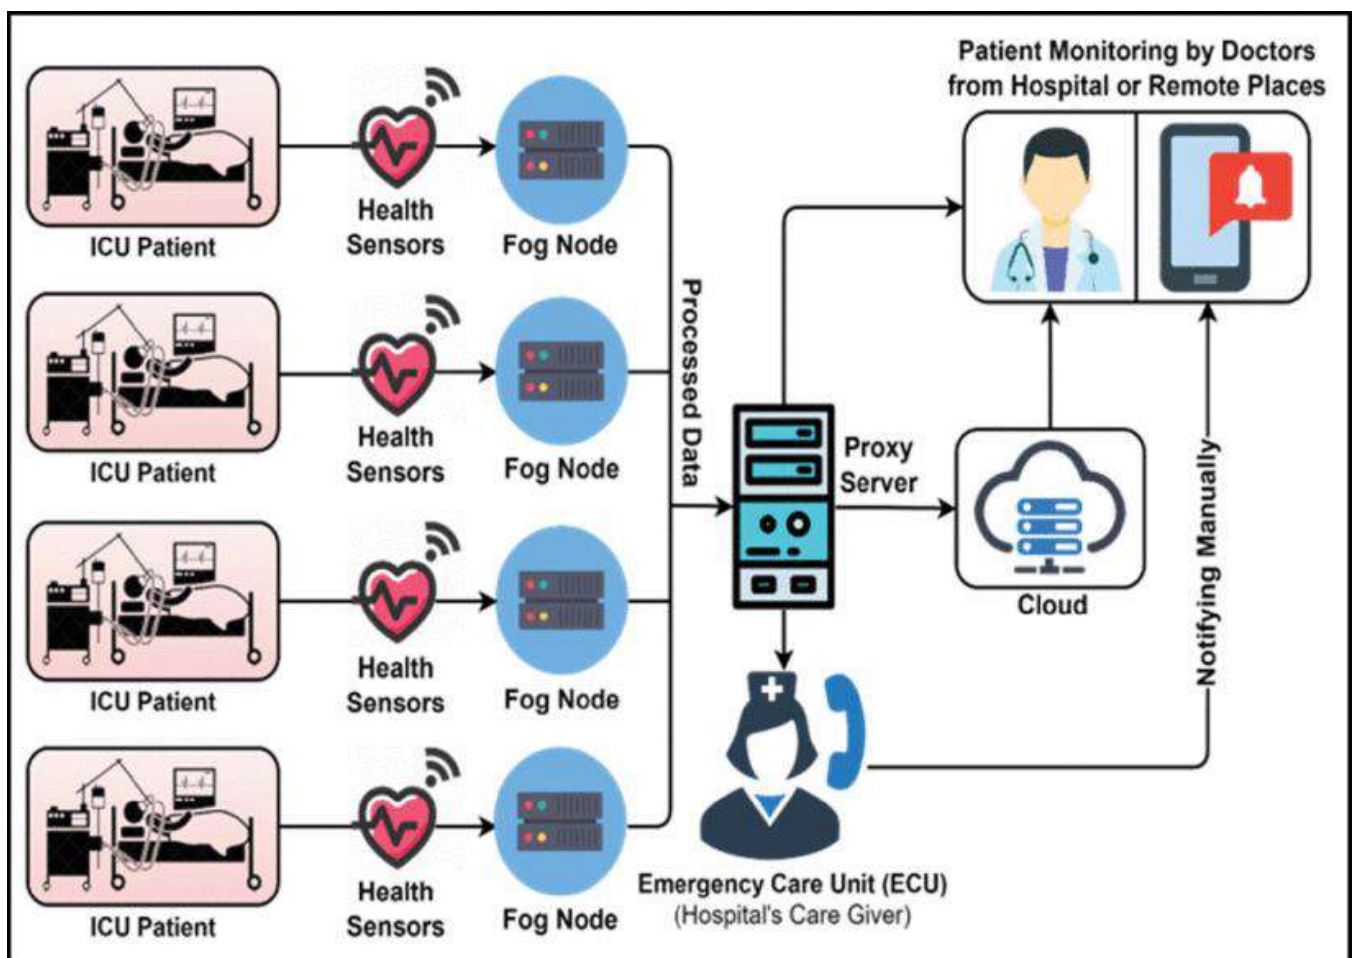 Patient Monitoring by Doctors
from Hospital or Remote Places
ICU Patient
Health
Sensors
Fog Node
ICU Patient
Health
Sensors
Fog Node
Processed Data
Proxy
Server
Cloud
Notifying Manually
ICU Patient
Health
Sensors
Fog Node
ICU Patient
Health
Sensors
Fog Node
Emergency Care Unit (ECU)
(Hospital's Care Giver)